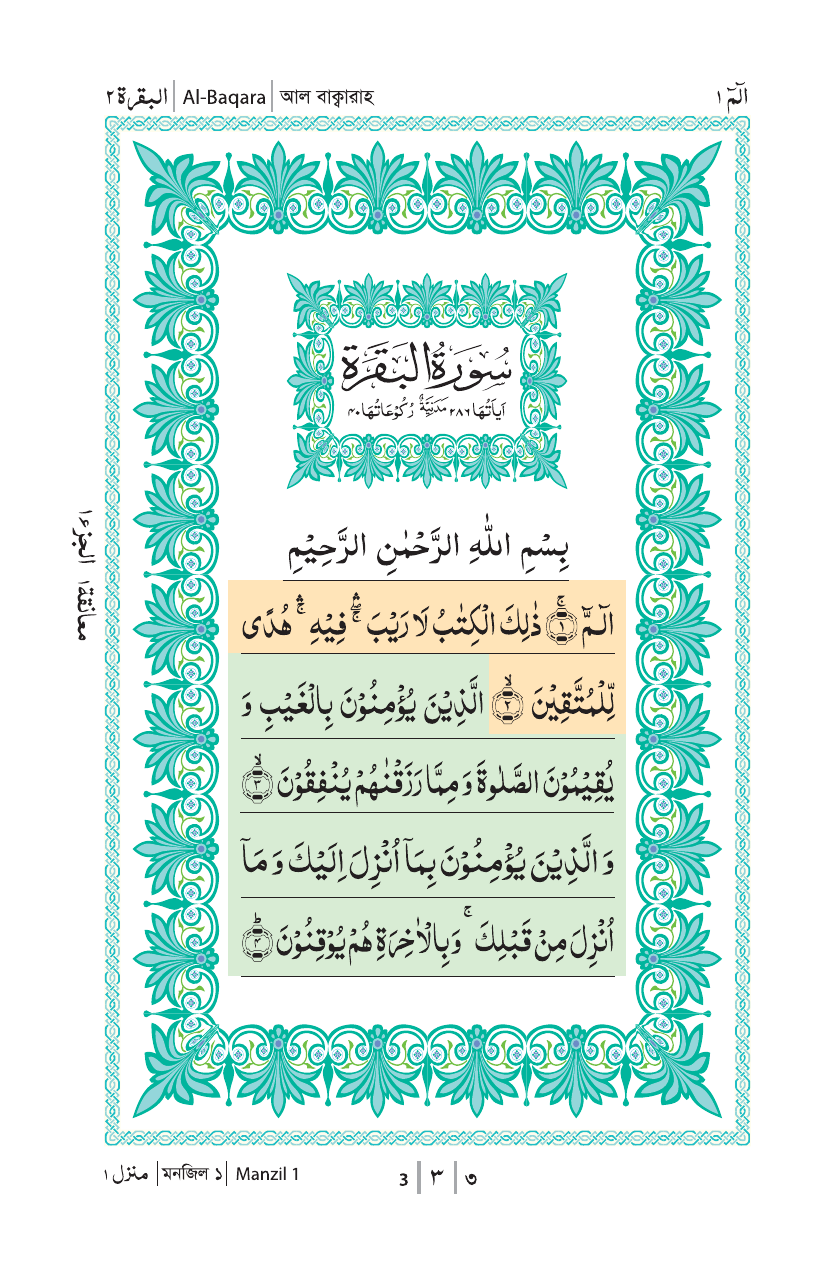 البقرة ٢ | Al-Baqara | আল বাক্বারাহ
الٓمّٓ ١
سُوْرَةُ الْبَقَرَةِ
اٰيَاتُهَا ٢٨٦ مَدَنِيَّةٌ رُكُوْعَاتُهَا ٤٠
بِسْمِ اللّٰهِ الرَّحْمٰنِ الرَّحِيْمِ
الٓـمّٓ ۚ‏ ﴿١﴾ ذٰلِكَ الْكِتٰبُ لَا رَيْبَ ۛۖۚ فِيْهِ ۛۚ هُدًى
لِّلْمُتَّقِيْنَ ۙ‏ ﴿٢﴾ الَّذِيْنَ يُؤْمِنُوْنَ بِالْغَيْبِ وَ
يُقِيْمُوْنَ الصَّلٰوةَ وَ مِمَّا رَزَقْنٰهُمْ يُنْفِقُوْنَ ۙ‏ ﴿٣﴾
وَ الَّذِيْنَ يُؤْمِنُوْنَ بِمَآ اُنْزِلَ اِلَيْكَ وَ مَآ
اُنْزِلَ مِنْ قَبْلِكَ ۚ وَ بِالْاٰخِرَةِ هُمْ يُوْقِنُوْنَ ؕ‏ ﴿٤﴾
معانقة ١ الجزء ١
منزل ١ | মনজিল ১ | Manzil 1
3 | ٣ | ৩